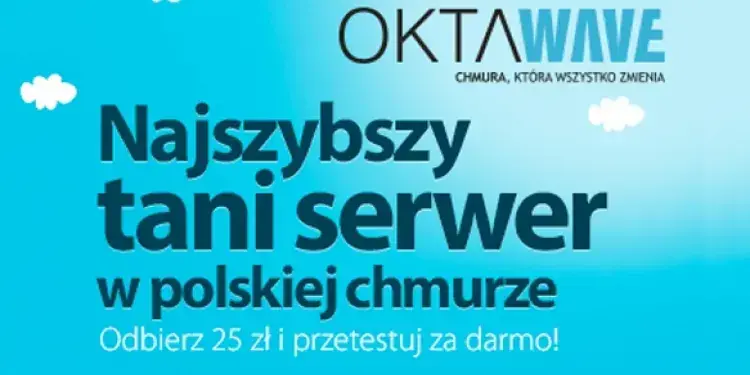 OKTAWAVE
CHMURA, KTÓRA WSZYSTKO ZMIENIA
Najszybszy
tani serwer
w polskiej chmurze
Odbierz 25 zł i przetestuj za darmo!